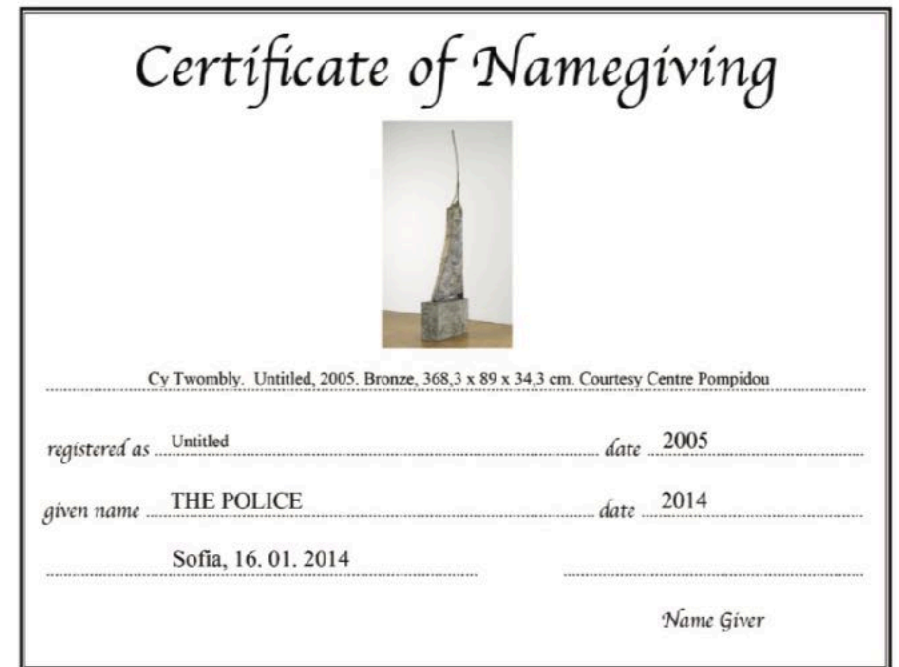 Certificate of Namegiving
Cy Twombly. Untitled, 2005. Bronze, 368,3 x 89 x 34,3 cm. Courtesy Centre Pompidou
registered as Untitled date 2005
given name THE POLICE date 2014
Sofia, 16. 01. 2014
Name Giver